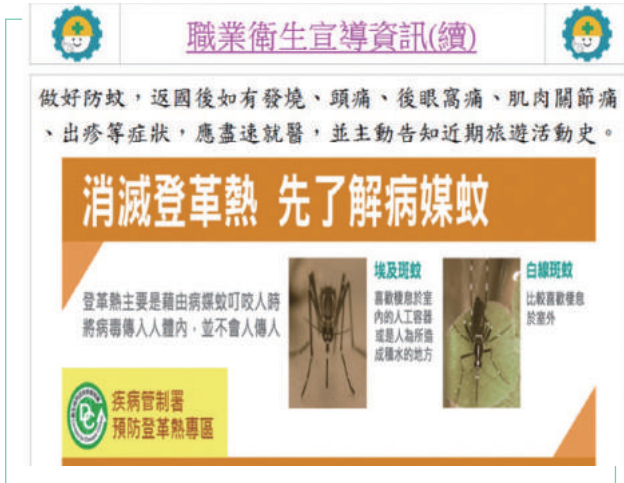 職業衛生宣導資訊(續)
做好防蚊，返國後如有發燒、頭痛、後眼窩痛、肌肉關節痛
、出疹等症狀，應盡速就醫，並主動告知近期旅遊活動史。
消滅登革熱 先了解病媒蚊
登革熱主要是藉由病媒蚊叮咬人時
將病毒傳入人體內，並不會人傳人
埃及斑蚊
喜歡棲息於室
內的人工容器
或是人為所造
成積水的地方
白線斑蚊
比較喜歡棲息
於室外
疾病管制署
預防登革熱專區